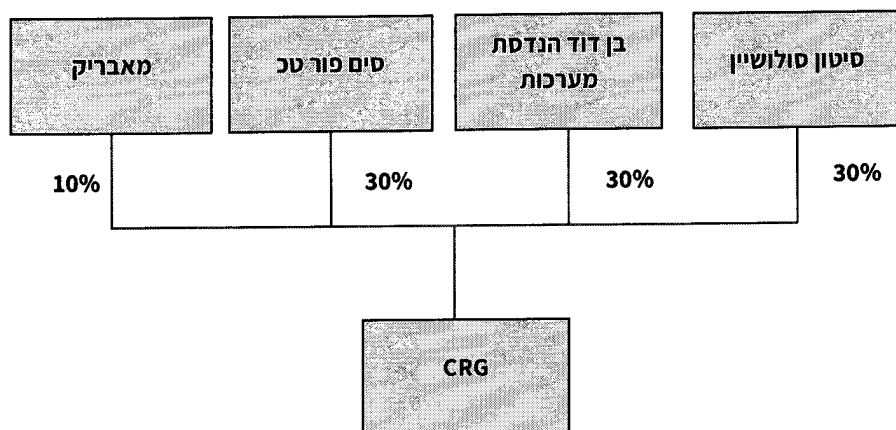 סיטון סולושיין
בן דוד הנדסת
מערכות
סים פור טכ
מאבריק
30%
30%
30%
10%
CRG